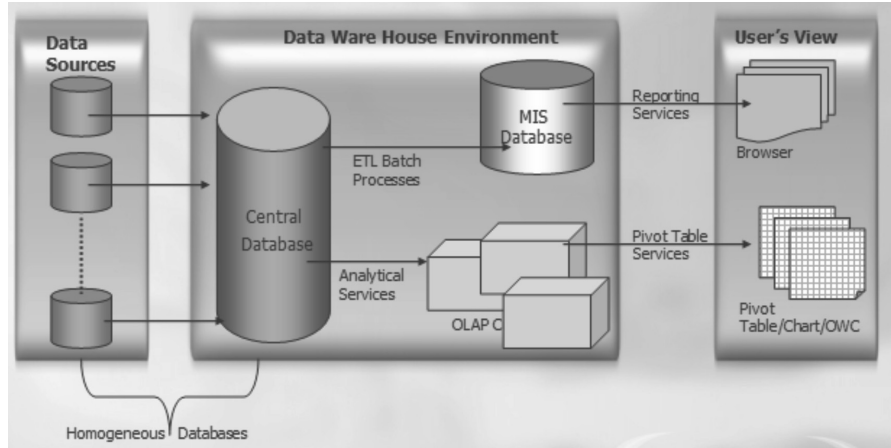 Data
Sources
Data Ware House Environment
User's View
MIS
Database
Reporting
Services
Browser
ETL Batch
Processes
Central
Database
Analytical
Services
OLAP C
Pivot Table
Services
Pivot
Table/Chart/OWC
Homogeneous Databases